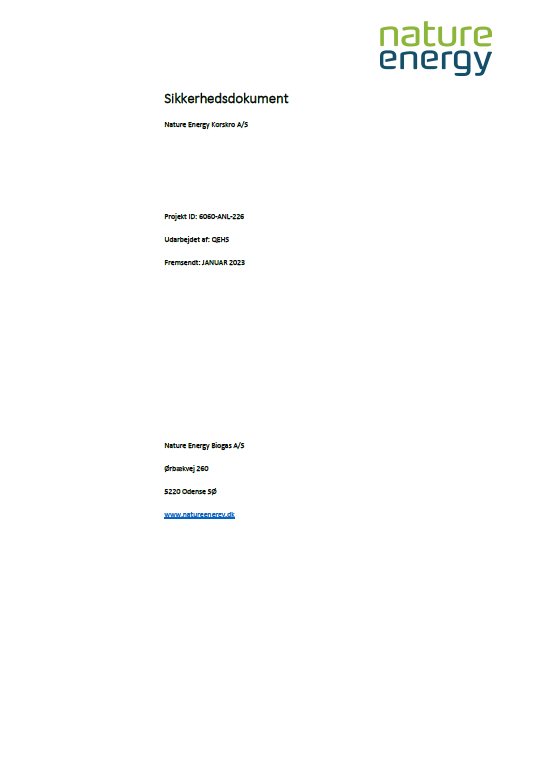 nature
energy
Sikkerhedsdokument
Nature Energy Korskro A/S
Projekt ID: 6060-ANL-226
Udarbejdet af: QEHS
Fremsendt: JANUAR 2023
Nature Energy Biogas A/S
Ørbækvej 260
5220 Odense SØ
www.natureenergy.dk